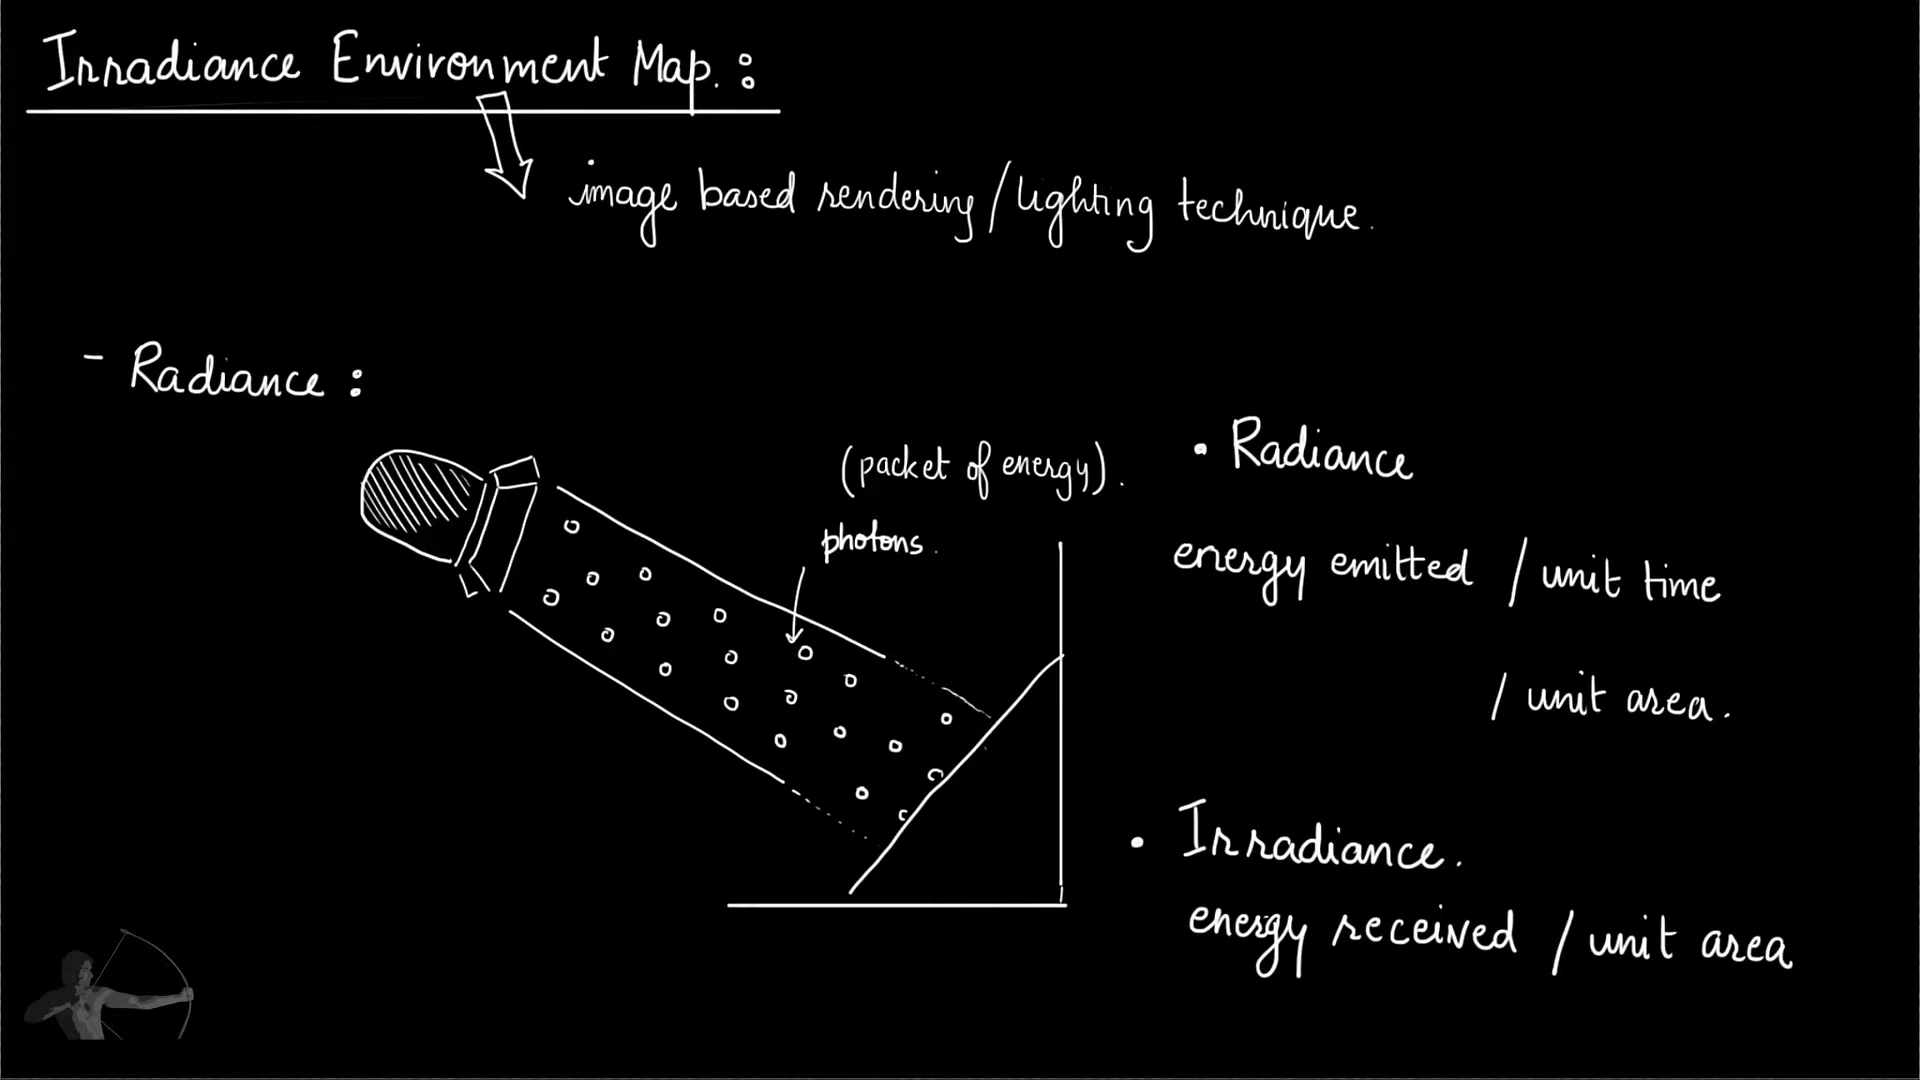 Irradiance Environment Map. :
image based rendering / lighting technique.
- Radiance :
(packet of energy).
photons.
• Radiance
energy emitted / unit time
/ unit area.
• Irradiance.
energy received / unit area